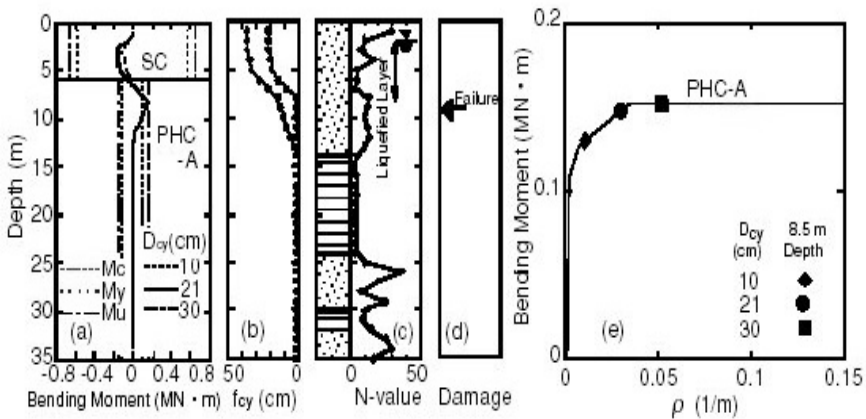 0
5
10
15
20
25
30
35
Depth (m)
SC
PHC
-A
Dcy(cm)
Mc
My
Mu
10
21
30
(a)
-0.8 -0.4 0 0.4 0.8
Bending Moment (MN・m)
(b)
50 0
fcy (cm)
Liquefied Layer
(c)
0 50
N-value
Failure
(d)
Damage
0.2
0.1
0
Bending Moment (MN・m)
PHC-A
Dcy 8.5 m
(cm) Depth
10
21
30
(e)
0 0.05 0.1 0.15
ρ (1/m)